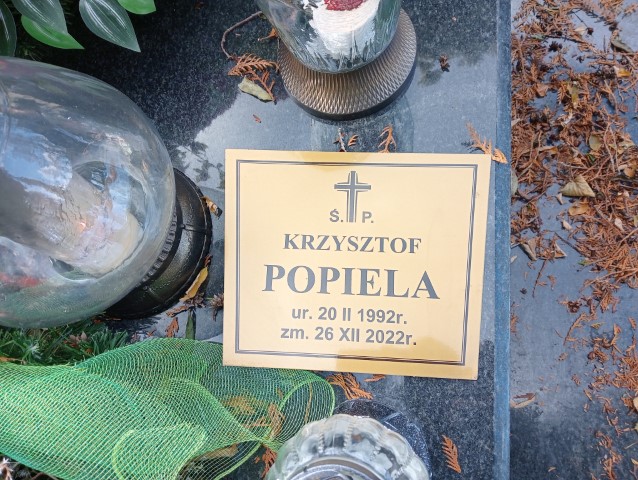 Ś. P.
KRZYSZTOF
POPIELA
ur. 20 II 1992r.
zm. 26 XII 2022r.